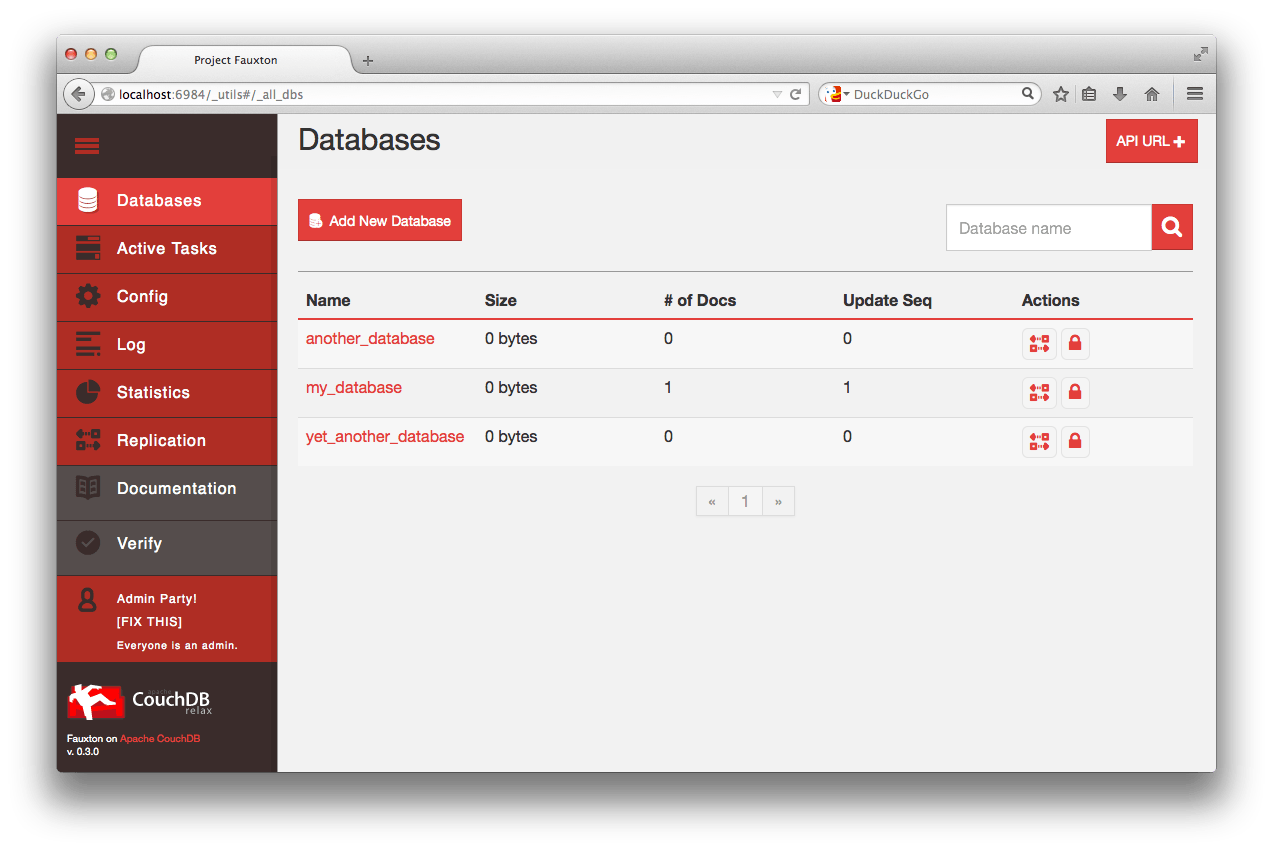 Project Fauxton
localhost:6984/_utils#/_all_dbs
DuckDuckGo
Databases
API URL
Add New Database
Database name
Databases
Active Tasks
Config
Log
Statistics
Replication
Documentation
Verify
Admin Party!
[FIX THIS]
Everyone is an admin.
apache
CouchDB
relax
Fauxton on Apache CouchDB
v. 0.3.0
Name Size # of Docs Update Seq Actions
another_database 0 bytes 0 0
my_database 0 bytes 1 1
yet_another_database 0 bytes 0 0
« 1 »